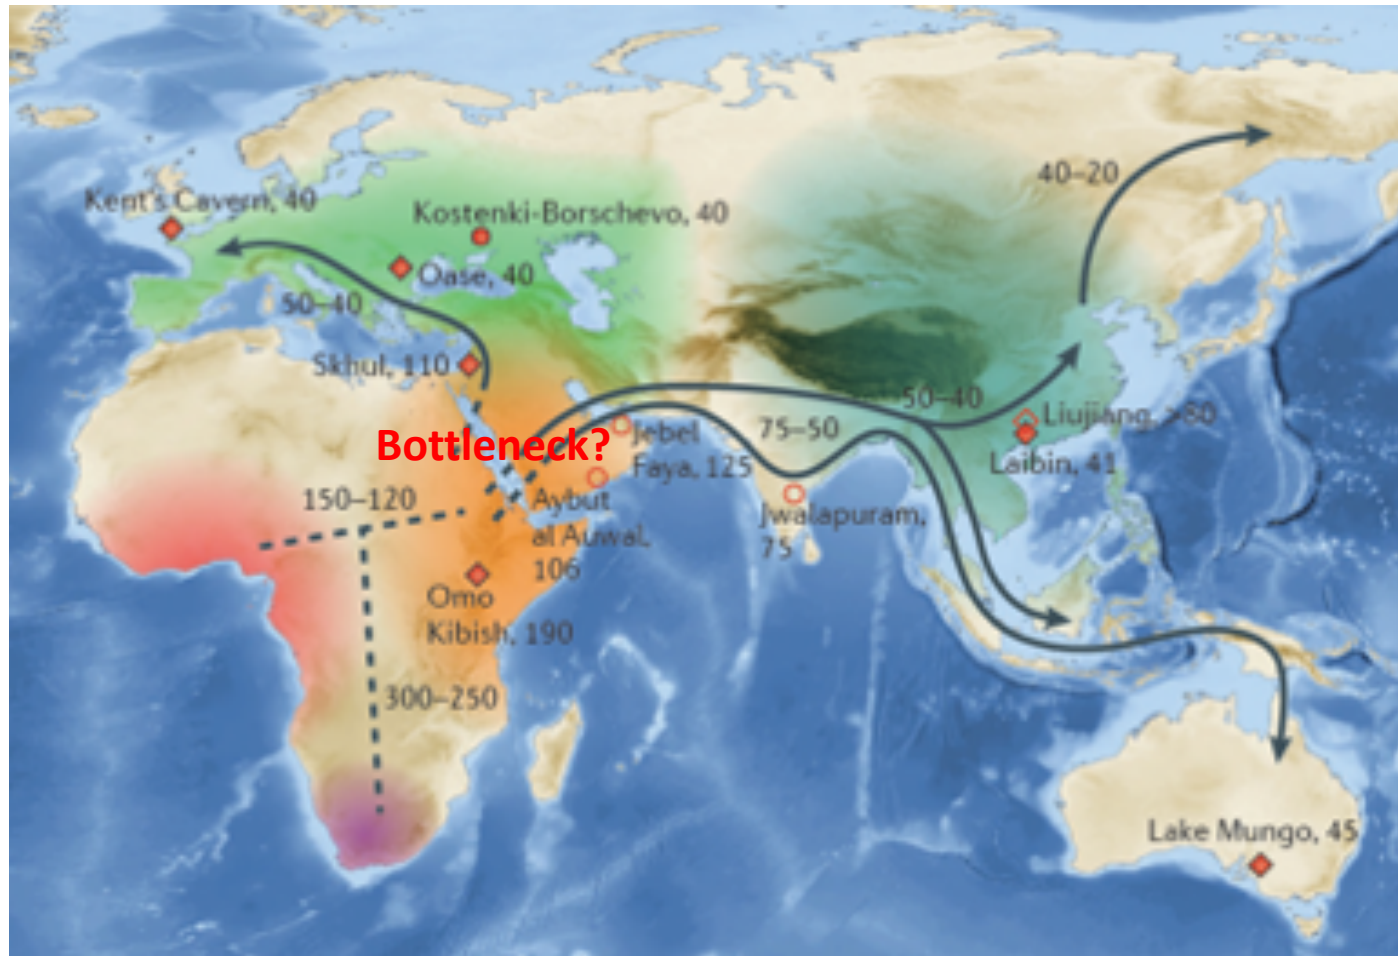 40–20
Kent's Cavern, 40
Kostenki-Borschevo, 40
Oase, 40
50–40
Skhul, 110
50–40
Liujiang, >80
Laibin, 41
75–50
Bottleneck?
Jebel
Faya, 125
150–120
Aybut
al Auwal,
106
Jwalapuram,
75
Omo
Kibish, 190
300–250
Lake Mungo, 45